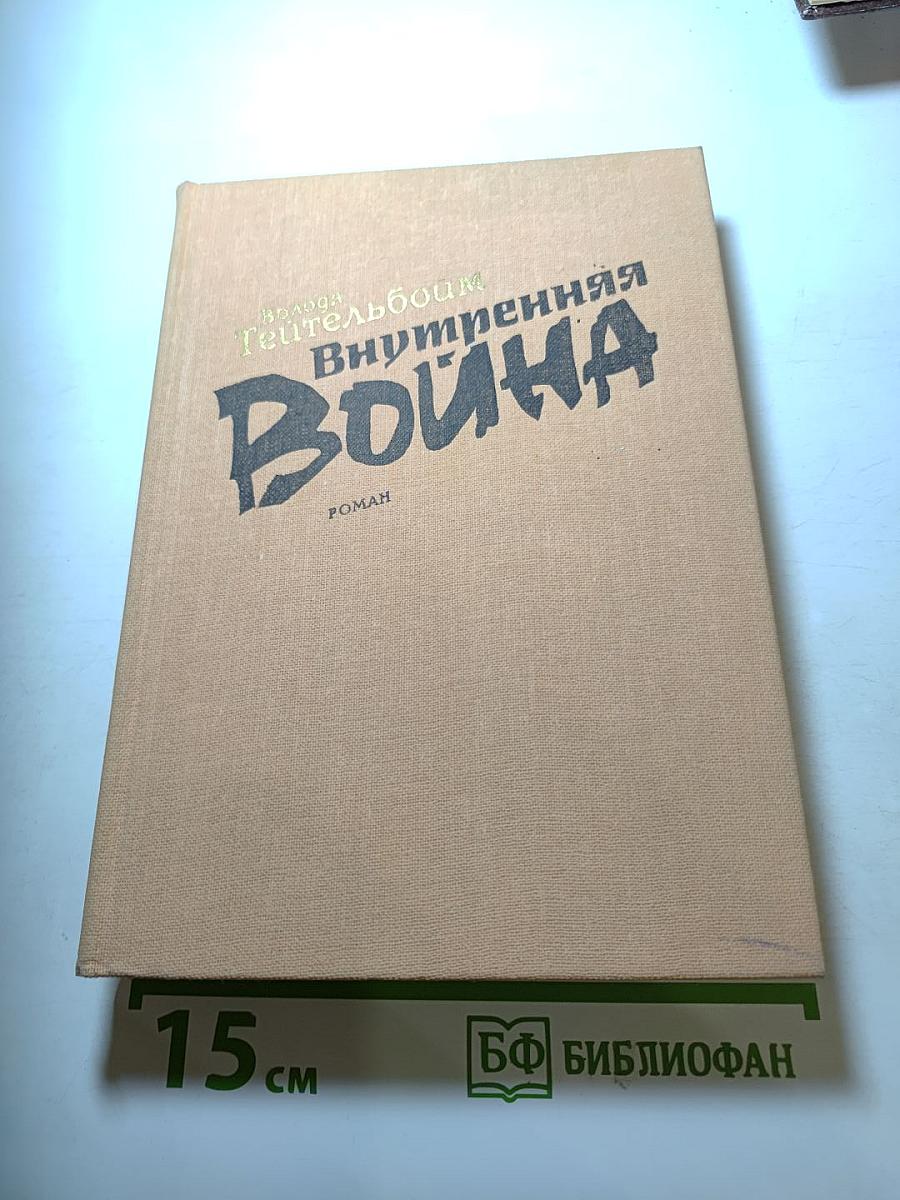 Володя
Тейтельбойм
Внутренняя
Война
РОМАН
15 см
БФ БИБЛИОФАН